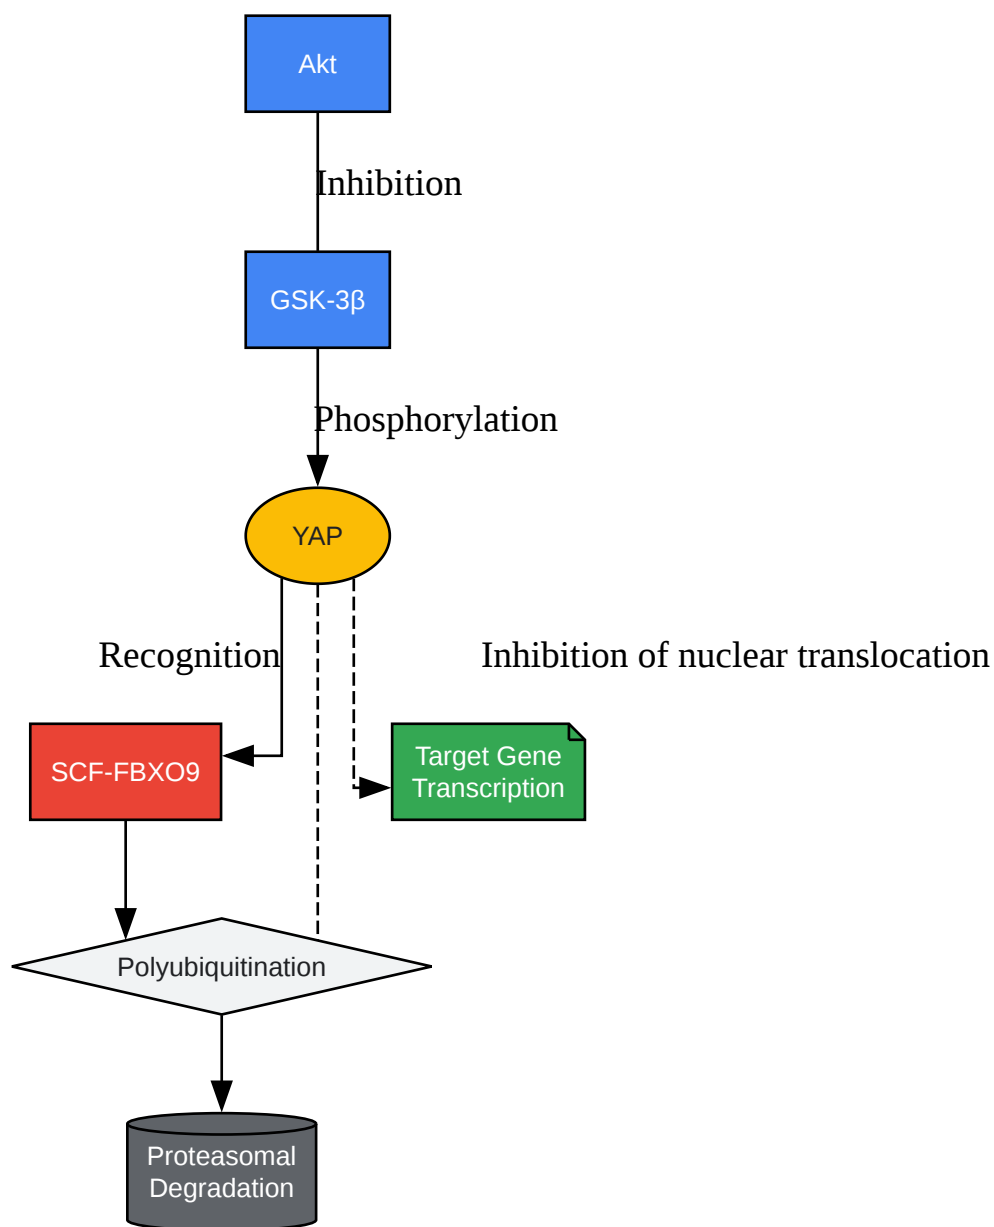 Akt
Inhibition
GSK-3β
Phosphorylation
YAP
Recognition
Inhibition of nuclear translocation
SCF-FBXO9
Target Gene
Transcription
Polyubiquitination
Proteasomal
Degradation